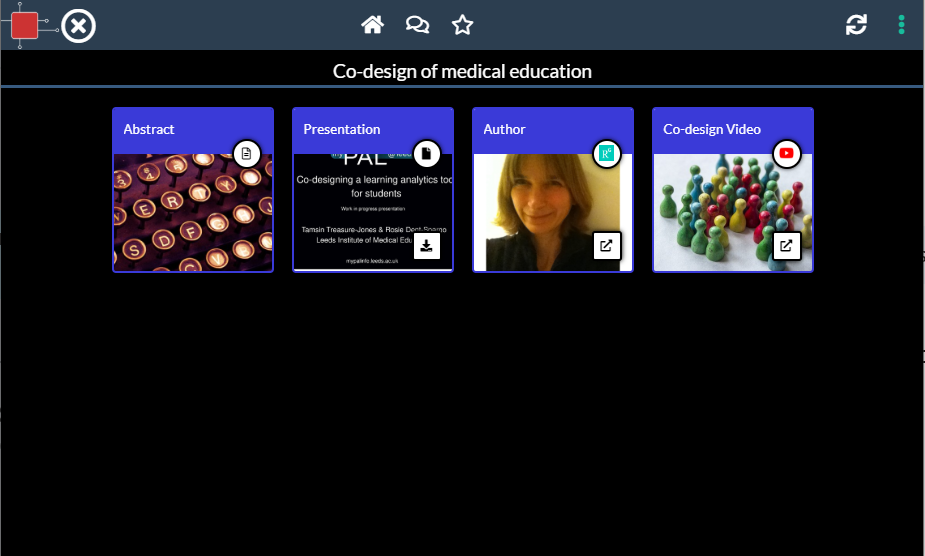 Co-design of medical education
Abstract
Presentation
Author
Co-design Video
3
W E R T Y
S D F G J
C V
PAL
Co-designing a learning analytics too
for students
Work in progress presentation
Tamsin Treasure-Jones & Rosie Dent-Spargo
Leeds Institute of Medical Edu
mypalinfo.leeds.ac.uk
R